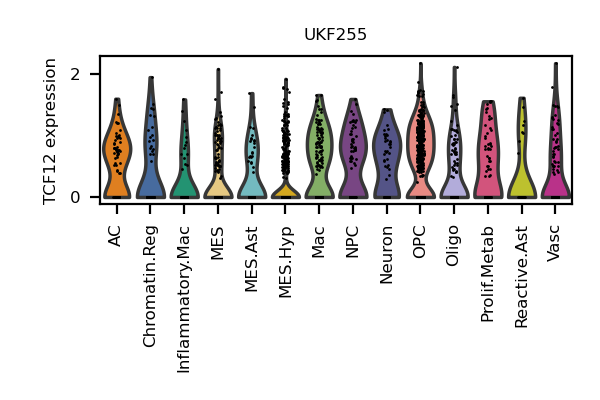 UKF255
TCF12 expression
2
0
AC
Chromatin.Reg
Inflammatory.Mac
MES
MES.Ast
MES.Hyp
Mac
NPC
Neuron
OPC
Oligo
Prolif.Metab
Reactive.Ast
Vasc